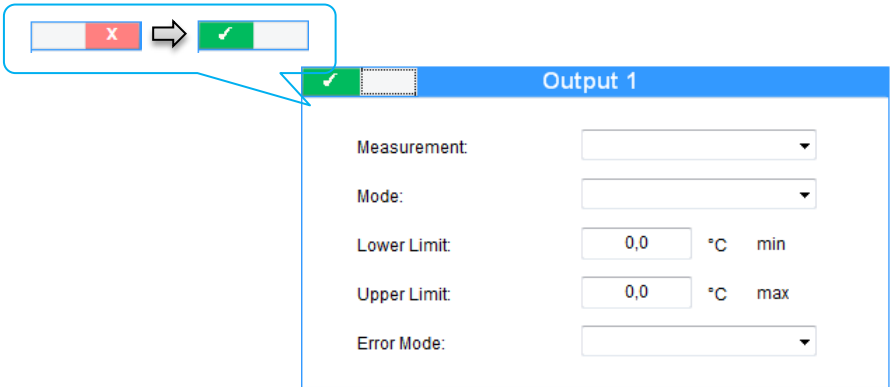 X ✓
✓ Output 1
Measurement:
Mode:
Lower Limit: 0,0 °C min
Upper Limit: 0,0 °C max
Error Mode: